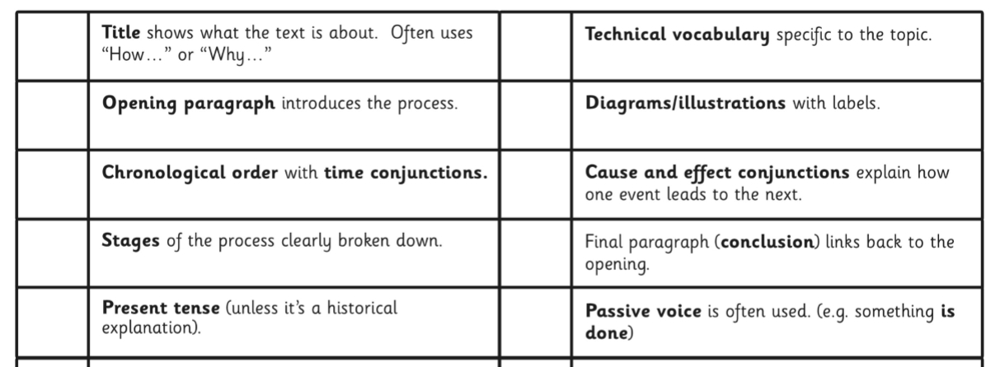 Title shows what the text is about. Often uses
“How…” or “Why…”
Technical vocabulary specific to the topic.
Opening paragraph introduces the process.
Diagrams/illustrations with labels.
Chronological order with time conjunctions.
Cause and effect conjunctions explain how
one event leads to the next.
Stages of the process clearly broken down.
Final paragraph (conclusion) links back to the
opening.
Present tense (unless it’s a historical
explanation).
Passive voice is often used. (e.g. something is
done)